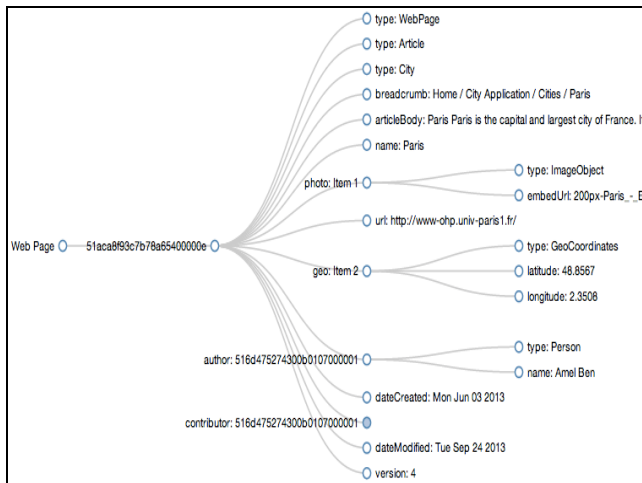 type: WebPage
type: Article
type: City
breadcrumb: Home / City Application / Cities / Paris
articleBody: Paris Paris is the capital and largest city of France. I
name: Paris
photo: Item 1
type: ImageObject
embedUrl: 200px-Paris_-_E
url: http://www-ohp.univ-paris1.fr/
Web Page
51aca8f93c7b78a65400000e
geo: Item 2
type: GeoCoordinates
latitude: 48.8567
longitude: 2.3508
author: 516d475274300b0107000001
type: Person
name: Amel Ben
dateCreated: Mon Jun 03 2013
contributor: 516d475274300b0107000001
dateModified: Tue Sep 24 2013
version: 4